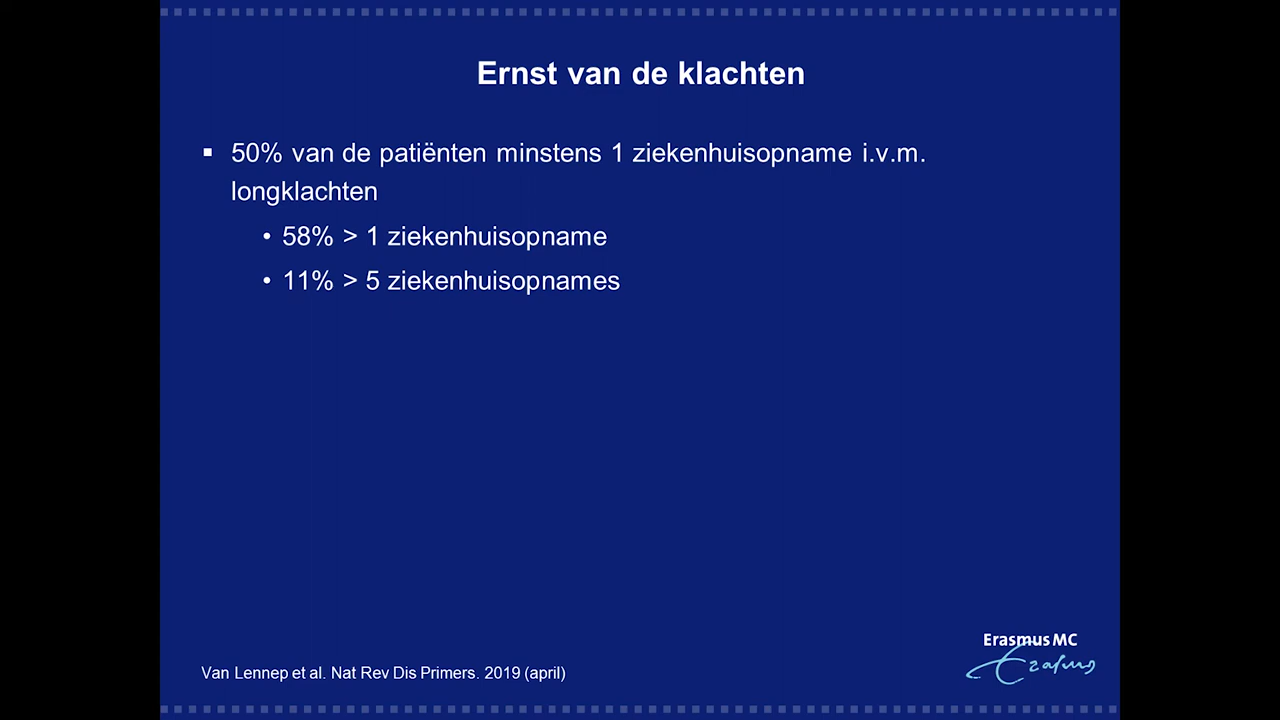 Ernst van de klachten
▪ 50% van de patiënten minstens 1 ziekenhuisopname i.v.m.
longklachten
• 58% > 1 ziekenhuisopname
• 11% > 5 ziekenhuisopnames
Erasmus MC
Erasmus
Van Lennep et al. Nat Rev Dis Primers. 2019 (april)